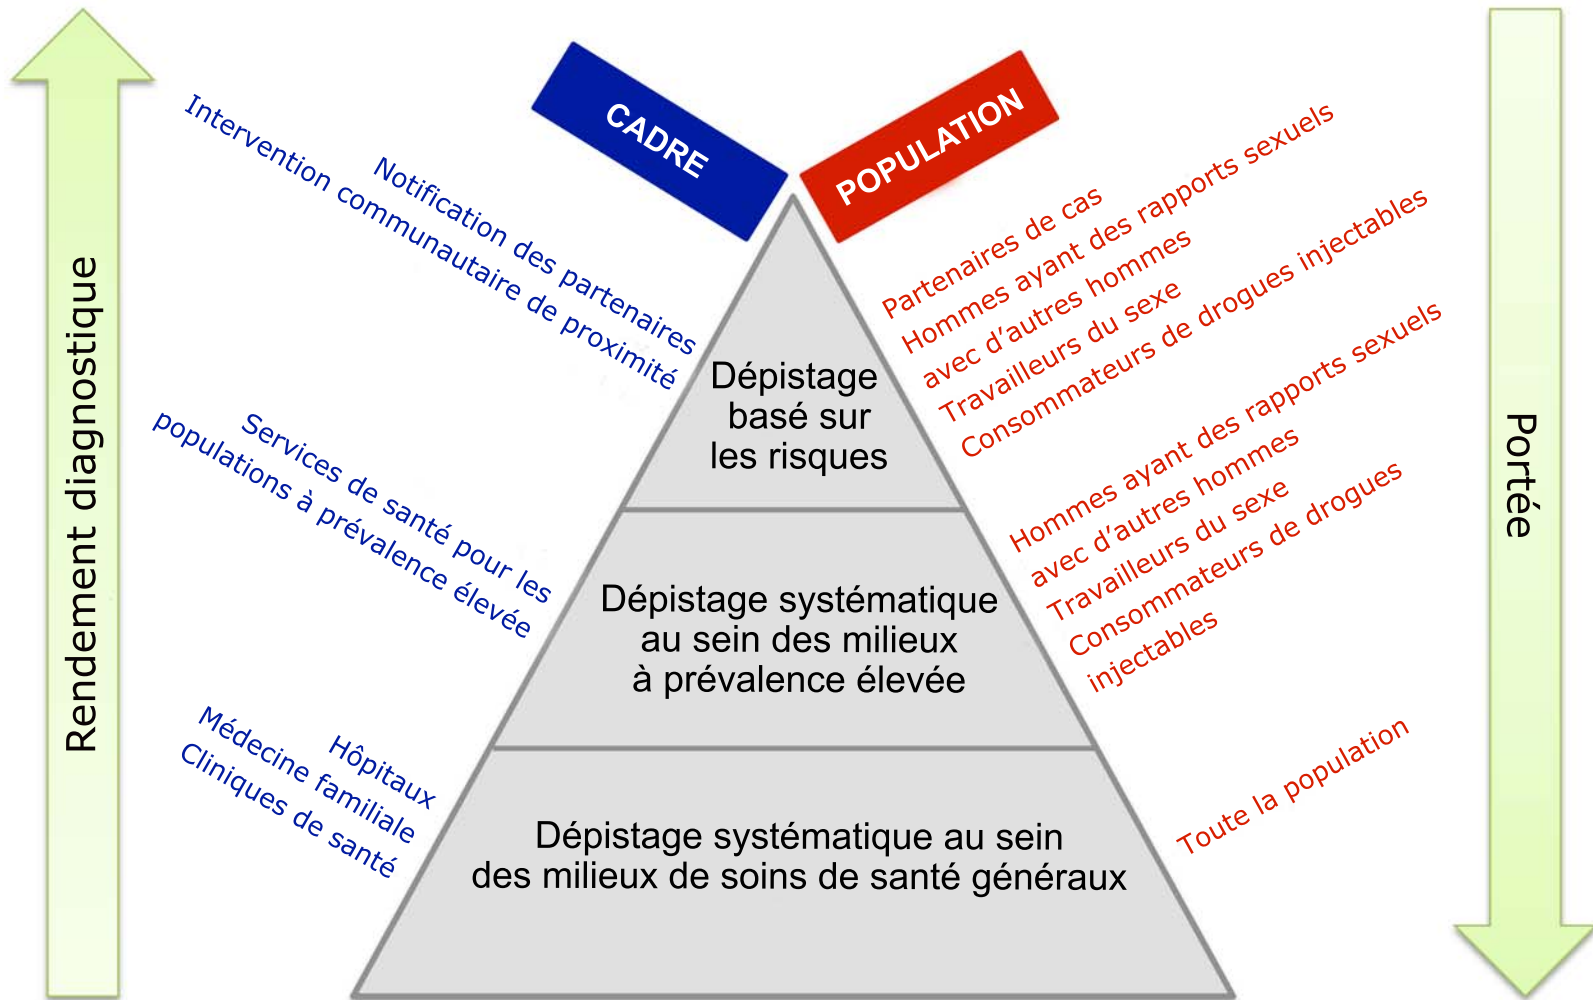 CADRE
POPULATION
Rendement diagnostique
Portée
Notification des partenaires
Intervention communautaire de proximité
Dépistage
basé sur
les risques
Partenaires de cas
Hommes ayant des rapports sexuels
avec d'autres hommes
Travailleurs du sexe
Consommateurs de drogues injectables
Services de santé pour les
populations à prévalence élevée
Dépistage systématique
au sein des milieux
à prévalence élevée
Hommes ayant des rapports sexuels
avec d'autres hommes
Travailleurs du sexe
Consommateurs de drogues
injectables
Hôpitaux
Médecine familiale
Cliniques de santé
Dépistage systématique au sein
des milieux de soins de santé généraux
Toute la population